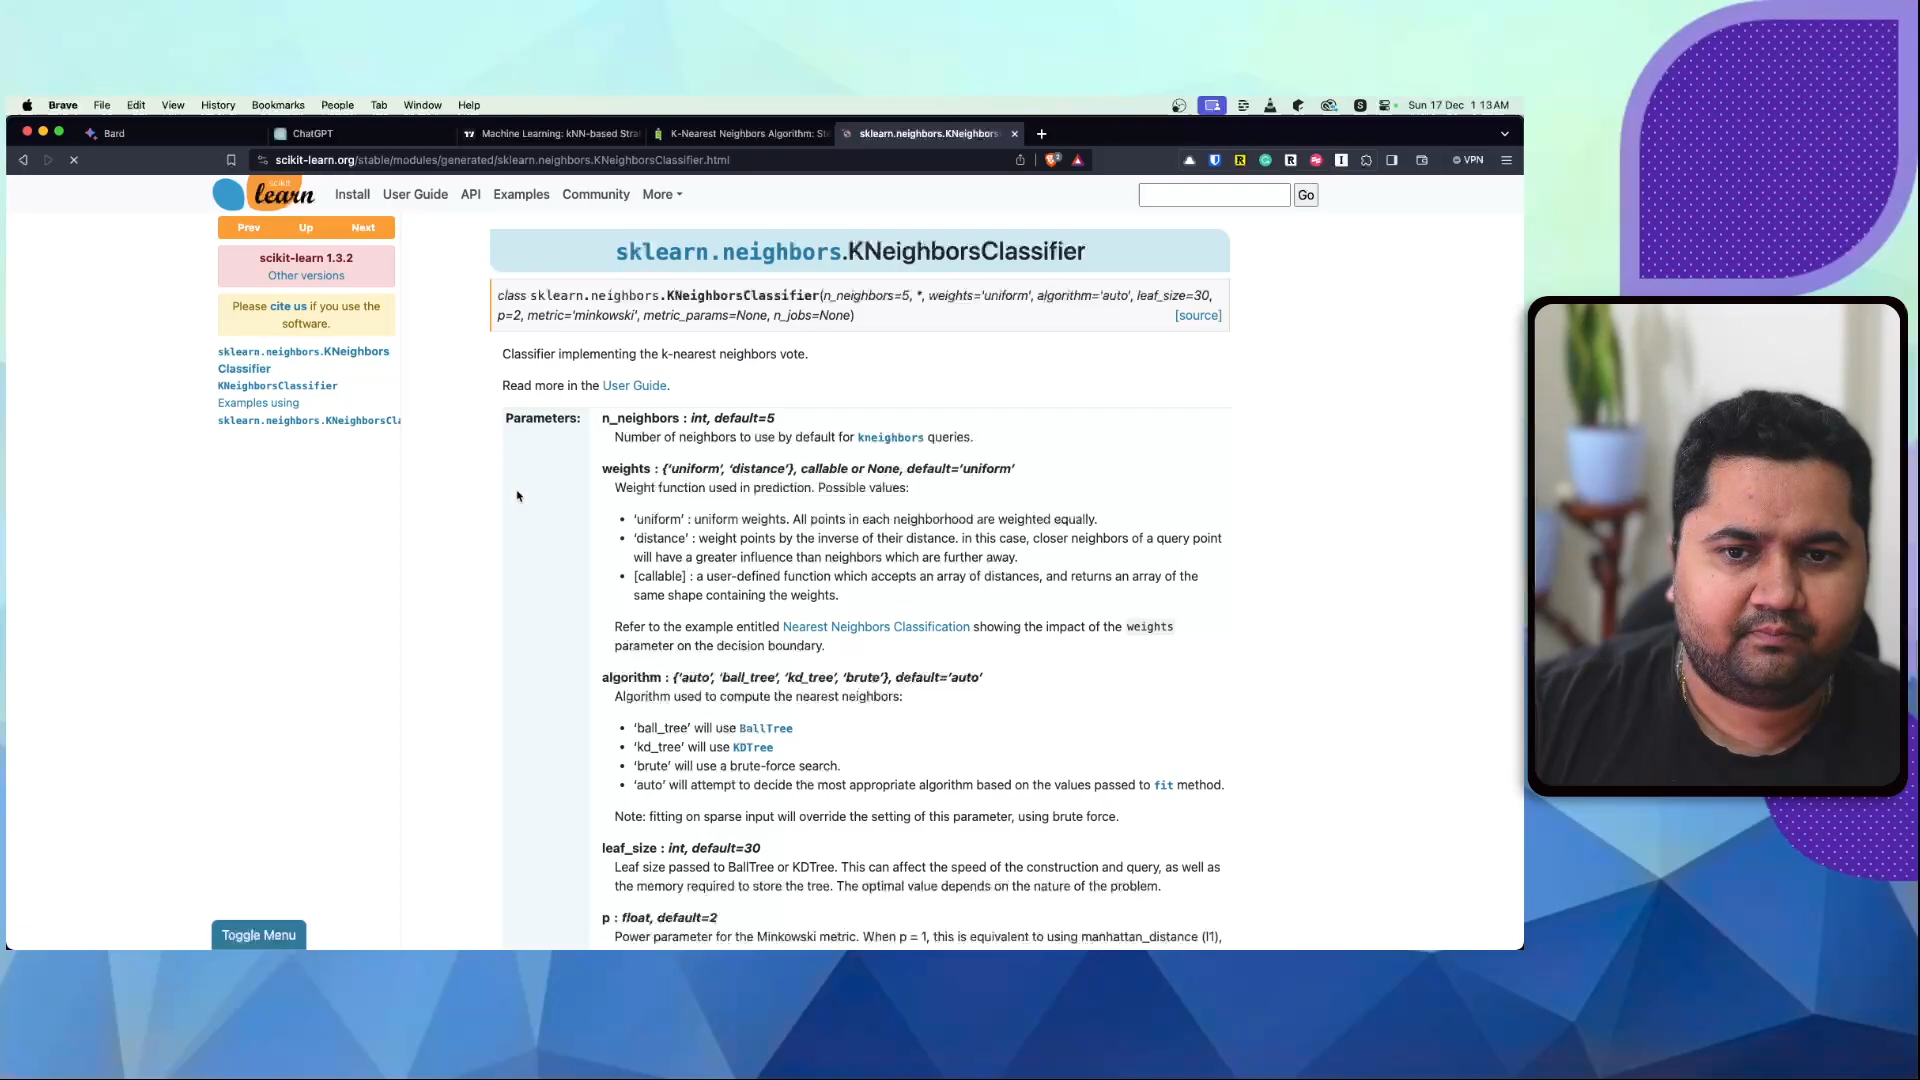 Brave File Edit View History Bookmarks People Tab Window Help Sun 17 Dec 1 13AM
Bard ChatGPT Machine Learning: kNN-based Stra K-Nearest Neighbors Algorithm: St sklearn.neighbors.KNeighbors
scikit-learn.org/stable/modules/generated/sklearn.neighbors.KNeighborsClassifier.html VPN
scikit
learn Install User Guide API Examples Community More Go
Prev Up Next
scikit-learn 1.3.2
Other versions
Please cite us if you use the
software.
sklearn.neighbors.KNeighbors
Classifier
KNeighborsClassifier
Examples using
sklearn.neighbors.KNeighborsCla
Toggle Menu
sklearn.neighbors.KNeighborsClassifier
class sklearn.neighbors.KNeighborsClassifier(n_neighbors=5, *, weights='uniform', algorithm='auto', leaf_size=30,
p=2, metric='minkowski', metric_params=None, n_jobs=None) [source]
Classifier implementing the k-nearest neighbors vote.
Read more in the User Guide.
Parameters: n_neighbors : int, default=5
Number of neighbors to use by default for kneighbors queries.
weights : {‘uniform’, ‘distance’}, callable or None, default=’uniform’
Weight function used in prediction. Possible values:
• ‘uniform’ : uniform weights. All points in each neighborhood are weighted equally.
• ‘distance’ : weight points by the inverse of their distance. in this case, closer neighbors of a query point
will have a greater influence than neighbors which are further away.
• [callable] : a user-defined function which accepts an array of distances, and returns an array of the
same shape containing the weights.
Refer to the example entitled Nearest Neighbors Classification showing the impact of the weights
parameter on the decision boundary.
algorithm : {‘auto’, ‘ball_tree’, ‘kd_tree’, ‘brute’}, default=’auto’
Algorithm used to compute the nearest neighbors:
• ‘ball_tree’ will use BallTree
• ‘kd_tree’ will use KDTree
• ‘brute’ will use a brute-force search.
• ‘auto’ will attempt to decide the most appropriate algorithm based on the values passed to fit method.
Note: fitting on sparse input will override the setting of this parameter, using brute force.
leaf_size : int, default=30
Leaf size passed to BallTree or KDTree. This can affect the speed of the construction and query, as well as
the memory required to store the tree. The optimal value depends on the nature of the problem.
p : float, default=2
Power parameter for the Minkowski metric. When p = 1, this is equivalent to using manhattan_distance (l1),